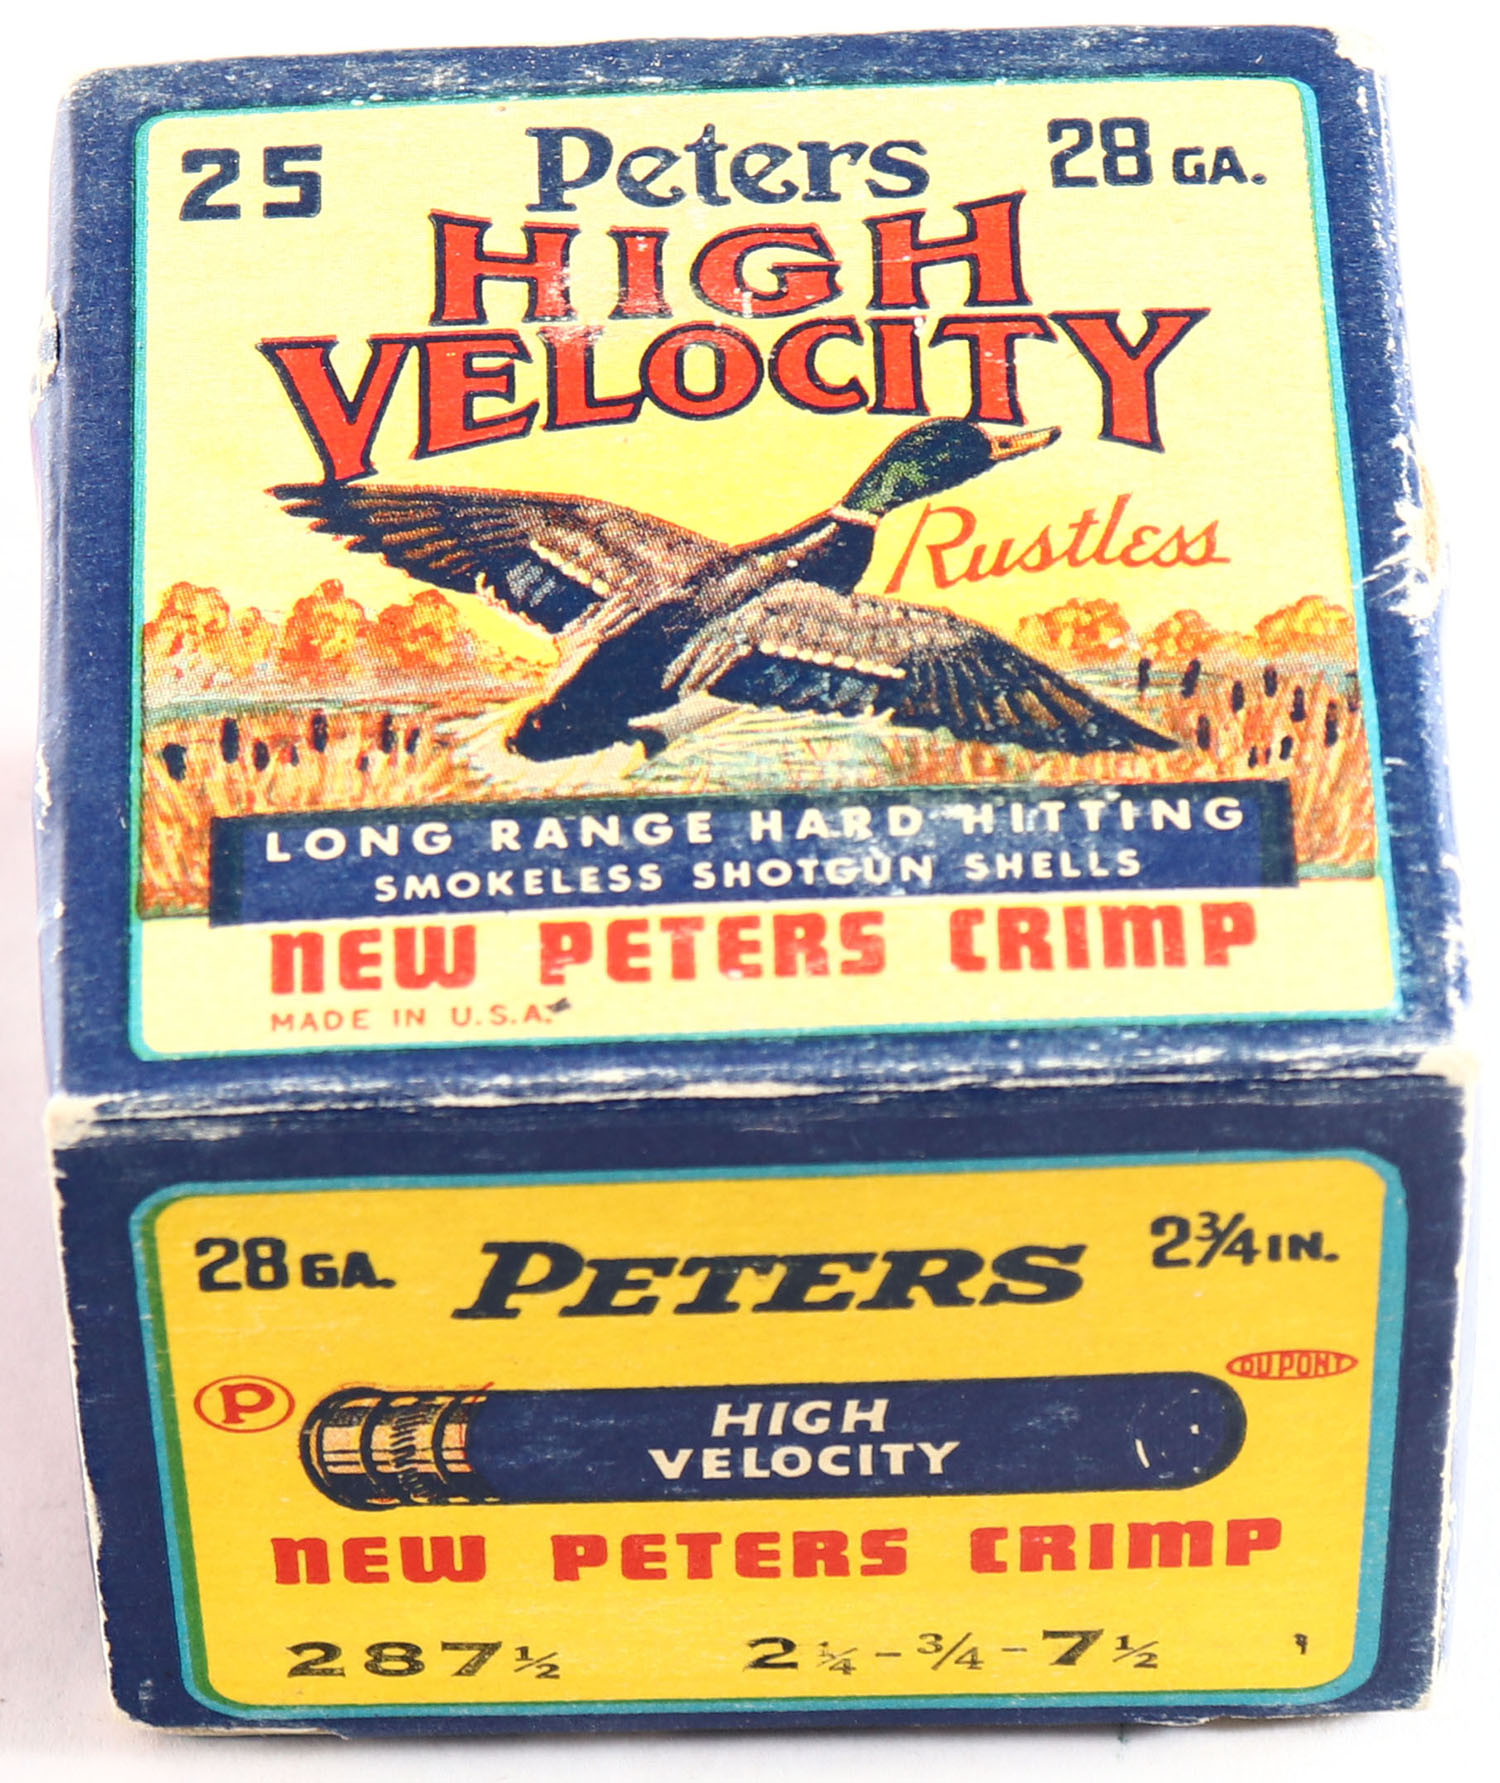 25 Peters 28 GA.
HIGH
VELOCITY
Rustless
LONG RANGE HARD HITTING
SMOKELESS SHOTGUN SHELLS
NEW PETERS CRIMP
MADE IN U.S.A.
28 GA. PETERS 2¾ IN.
P DU PONT
HIGH
VELOCITY
NEW PETERS CRIMP
287½ 2¼-¾-7½